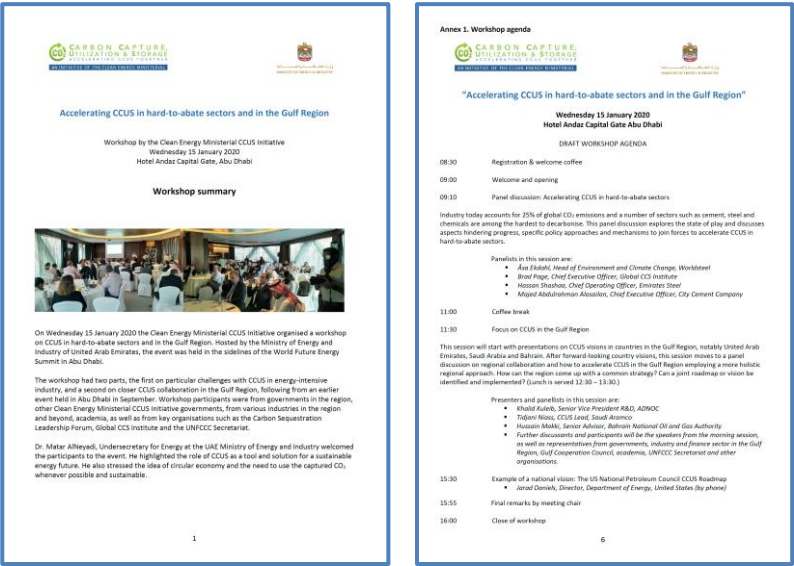 CARBON CAPTURE,
UTILIZATION & STORAGE
ACCELERATING CCUS TOGETHER
AN INITIATIVE OF THE CLEAN ENERGY MINISTERIAL
MINISTRY OF ENERGY & INDUSTRY
Accelerating CCUS in hard-to-abate sectors and in the Gulf Region
Workshop by the Clean Energy Ministerial CCUS Initiative
Wednesday 15 January 2020
Hotel Andaz Capital Gate, Abu Dhabi
Workshop summary
On Wednesday 15 January 2020 the Clean Energy Ministerial CCUS Initiative organised a workshop
on CCUS in hard-to-abate sectors and in the Gulf Region. Hosted by the Ministry of Energy and
Industry of United Arab Emirates, the event was held in the sidelines of the World Future Energy
Summit in Abu Dhabi.
The workshop had two parts, the first on particular challenges with CCUS in energy-intensive
industry, and a second on closer CCUS collaboration in the Gulf Region, following an earlier
event held in Abu Dhabi in September. Workshop participants were from governments in the region,
other Clean Energy Ministerial CCUS Initiative governments, from various industries in the region
and beyond, academia, as well as from key organisations such as the Carbon Sequestration
Leadership Forum, Global CCS Institute and the UNFCCC Secretariat.
Dr. Matar AlNeyadi, Undersecretary for Energy at the UAE Ministry of Energy and Industry welcomed
the participants to the event. He highlighted the role of CCUS as a tool and solution for a sustainable
energy future. He also stressed the idea of circular economy and the need to use the captured CO₂
whenever possible and sustainable.
1
Annex 1. Workshop agenda
CARBON CAPTURE,
UTILIZATION & STORAGE
ACCELERATING CCUS TOGETHER
AN INITIATIVE OF THE CLEAN ENERGY MINISTERIAL
MINISTRY OF ENERGY & INDUSTRY
"Accelerating CCUS in hard-to-abate sectors and in the Gulf Region"
Wednesday 15 January 2020
Hotel Andaz Capital Gate Abu Dhabi
DRAFT WORKSHOP AGENDA
08:30 Registration & welcome coffee
09:00 Welcome and opening
09:10 Panel discussion: Accelerating CCUS in hard-to-abate sectors
Industry today accounts for 25% of global CO₂ emissions and a number of sectors such as cement, steel and
chemicals are among the hardest to decarbonise. This panel discussion explores the state of play and discusses
aspects hindering progress, specific policy approaches and mechanisms to join forces to accelerate CCUS in
hard-to-abate sectors.
Panelists in this session are:
▪ Åsa Ekdahl, Head of Environment and Climate Change, Worldsteel
▪ Brad Page, Chief Executive Officer, Global CCS Institute
▪ Hassan Shashaa, Chief Operating Officer, Emirates Steel
▪ Majed Abdulrahman Alosailan, Chief Executive Officer, City Cement Company
11:00 Coffee break
11:30 Focus on CCUS in the Gulf Region
This session will start with presentations on CCUS visions in countries in the Gulf Region, notably United Arab
Emirates, Saudi Arabia and Bahrain. After forward-looking country visions, this session moves to a panel
discussion on regional collaboration and how to accelerate CCUS in the Gulf Region employing a more holistic
regional approach. How can the region come up with a common strategy? Can a joint roadmap or vision be
identified and implemented? (Lunch is served 12:30 – 13:30.)
Presenters and panellists in this session are:
▪ Khalid Kuleib, Senior Vice President R&D, ADNOC
▪ Tidjani Niass, CCUS Lead, Saudi Aramco
▪ Hussain Makki, Senior Advisor, Bahrain National Oil and Gas Authority
▪ Further discussants and participants will be the speakers from the morning session,
as well as representatives from governments, industry and finance sector in the Gulf
Region, Gulf Cooperation Council, academia, UNFCCC Secretariat and other
organisations.
15:30 Example of a national vision: The US National Petroleum Council CCUS Roadmap
▪ Jarad Daniels, Director, Department of Energy, United States (by phone)
15:55 Final remarks by meeting chair
16:00 Close of workshop
6